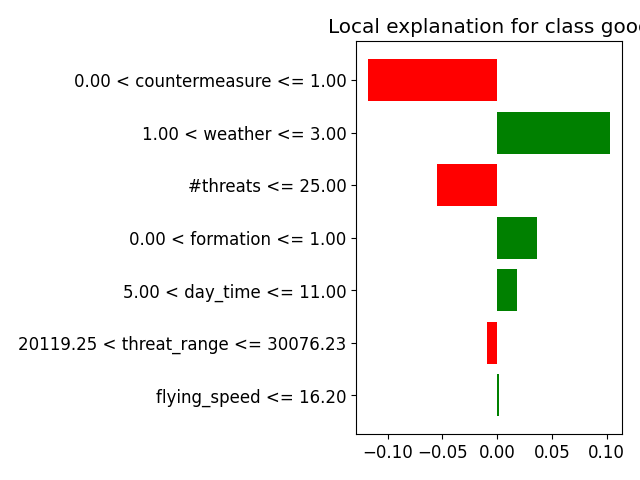 Local explanation for class good
0.00 < countermeasure <= 1.00
1.00 < weather <= 3.00
#threats <= 25.00
0.00 < formation <= 1.00
5.00 < day_time <= 11.00
20119.25 < threat_range <= 30076.23
flying_speed <= 16.20
−0.10 −0.05 0.00 0.05 0.10